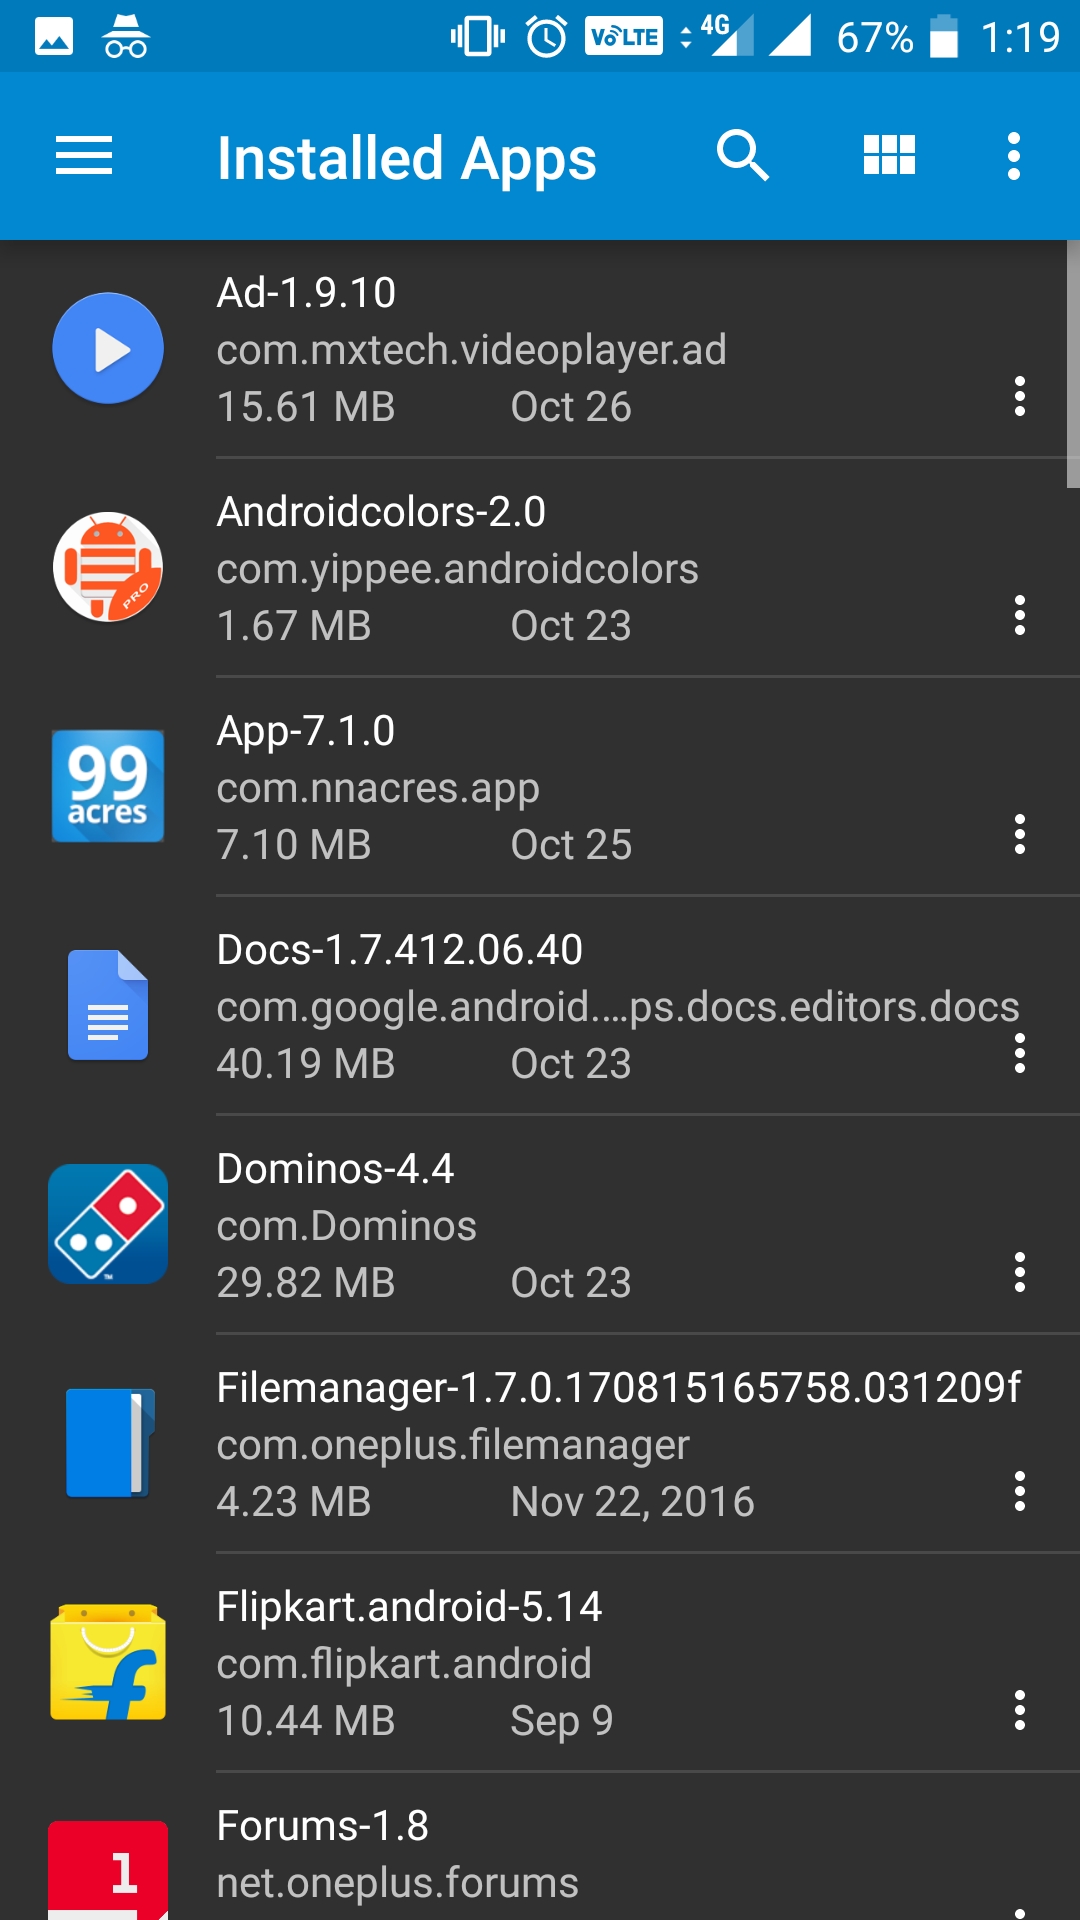 VoLTE 4G 67% 1:19
Installed Apps
Ad-1.9.10
com.mxtech.videoplayer.ad
15.61 MB Oct 26
PRO
Androidcolors-2.0
com.yippee.androidcolors
1.67 MB Oct 23
99
acres
App-7.1.0
com.nnacres.app
7.10 MB Oct 25
Docs-1.7.412.06.40
com.google.android....ps.docs.editors.docs
40.19 MB Oct 23
TM
Dominos-4.4
com.Dominos
29.82 MB Oct 23
Filemanager-1.7.0.170815165758.031209f
com.oneplus.filemanager
4.23 MB Nov 22, 2016
f
Flipkart.android-5.14
com.flipkart.android
10.44 MB Sep 9
1
Forums-1.8
net.oneplus.forums